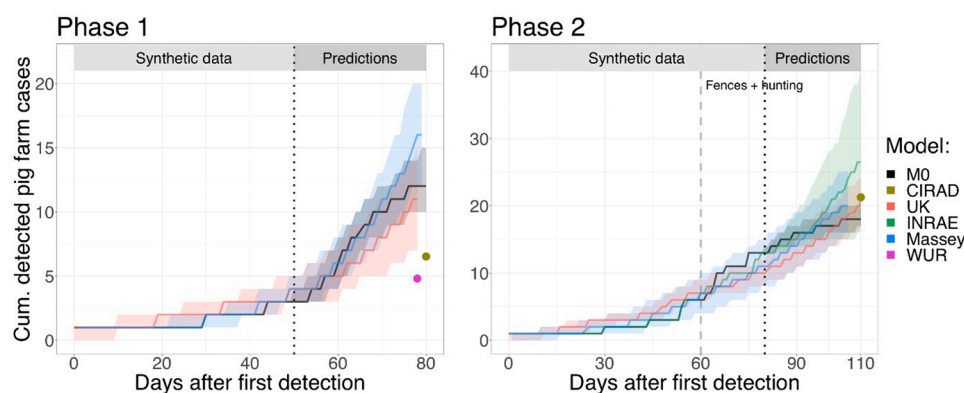 Phase 1
Phase 2
Synthetic data
Predictions
Synthetic data
Predictions
Fences + hunting
Cum. detected pig farm cases
20
15
10
5
0
40
30
20
10
0
0
20
40
60
80
0
30
60
90
110
Days after first detection
Days after first detection
Model:
M0
CIRAD
UK
INRAE
Massey
WUR